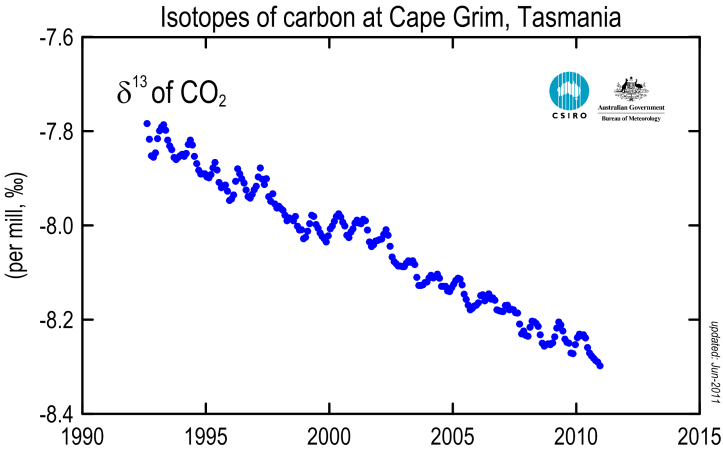 Isotopes of carbon at Cape Grim, Tasmania
-7.6
δ¹³ of CO₂
CSIRO
Australian Government
Bureau of Meteorology
-7.8
-8.0
(per mill, ‰)
-8.2
-8.4
1990 1995 2000 2005 2010 2015
updated: Jun-2011